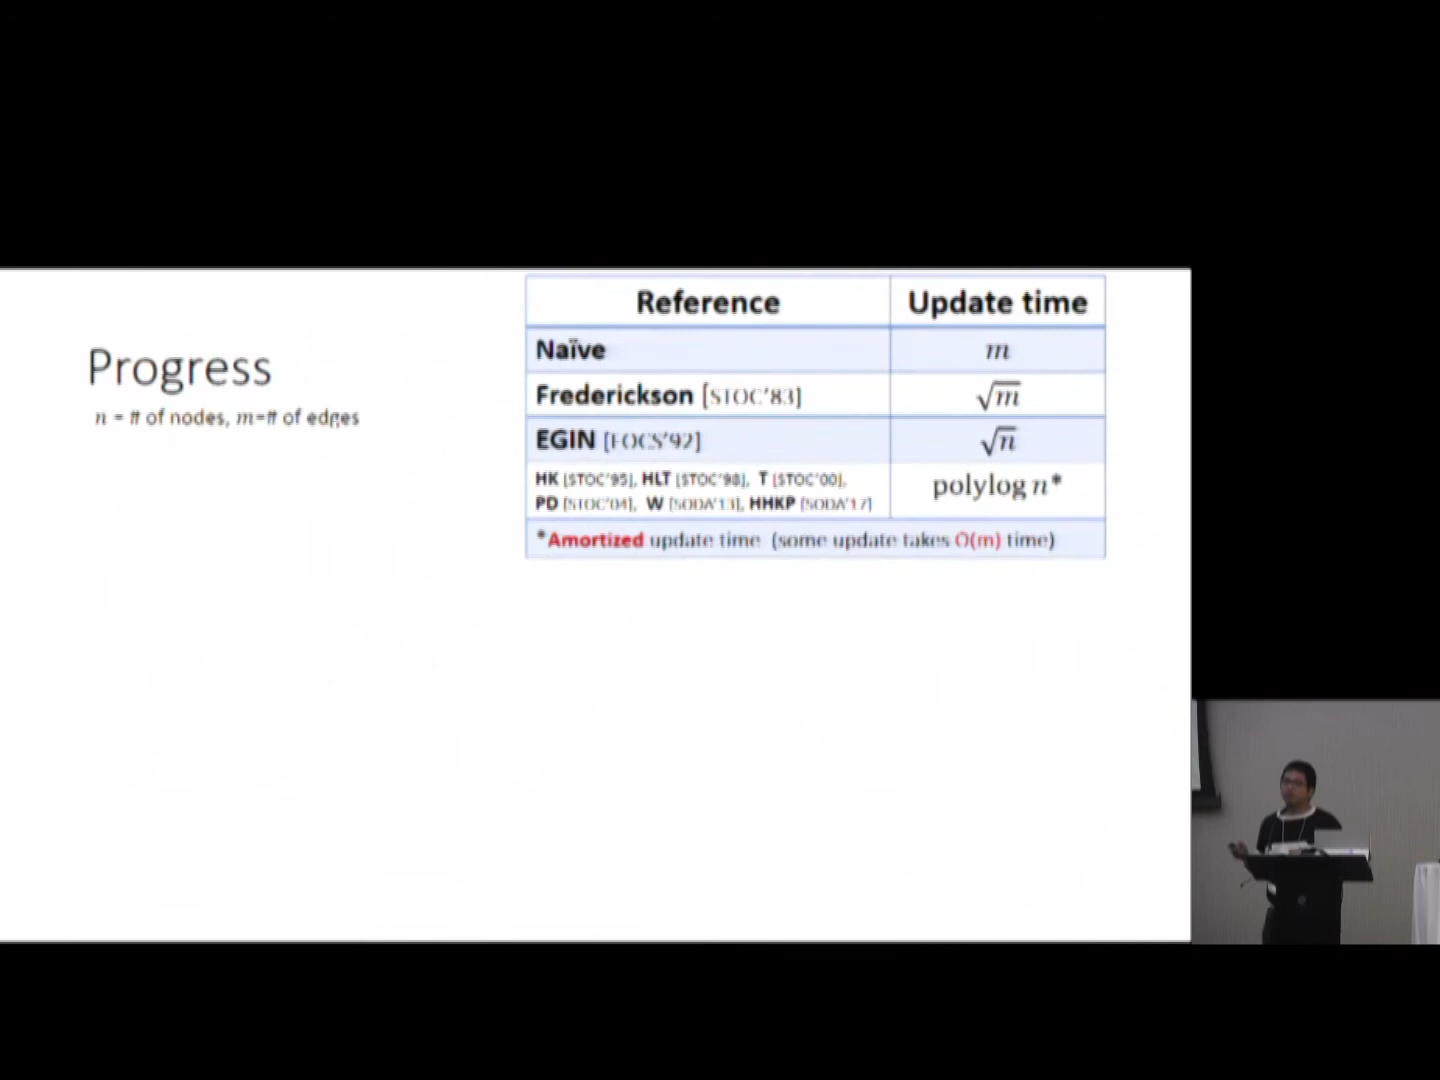 Progress
n = # of nodes, m=# of edges
Reference Update time
Naïve m
Frederickson [STOC'83] √m
EGIN [FOCS'92] √n
HK [STOC'95], HLT [STOC'98], T [STOC'00],
PD [STOC'04], W [SODA'13], HHKP [SODA'17] polylog n*
*Amortized update time (some update takes O(m) time)